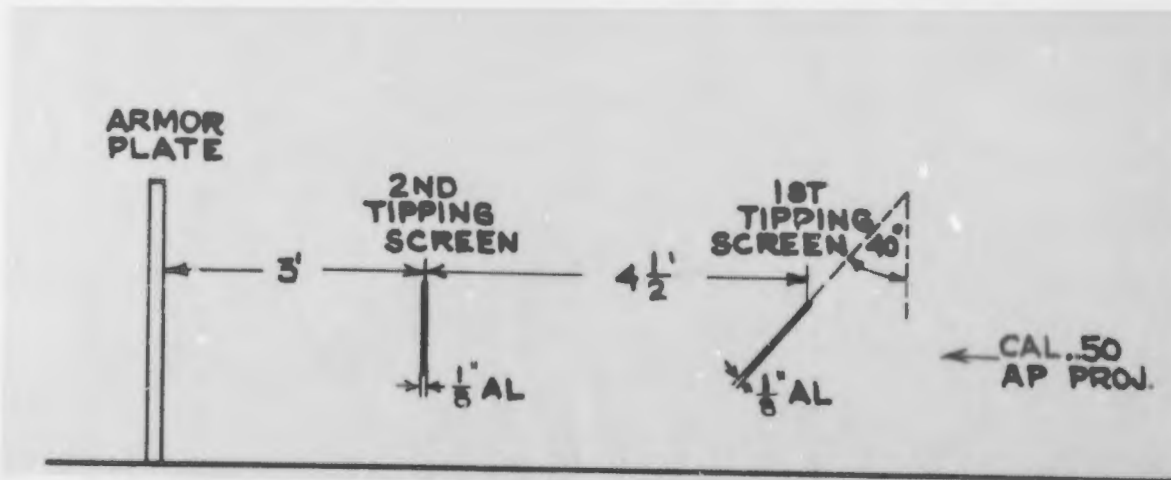 ARMOR
PLATE
2ND
TIPPING
SCREEN
1ST
TIPPING
SCREEN
40°
3'
4 1/2'
CAL..50
AP PROJ.
1/8" AL
1/8" AL